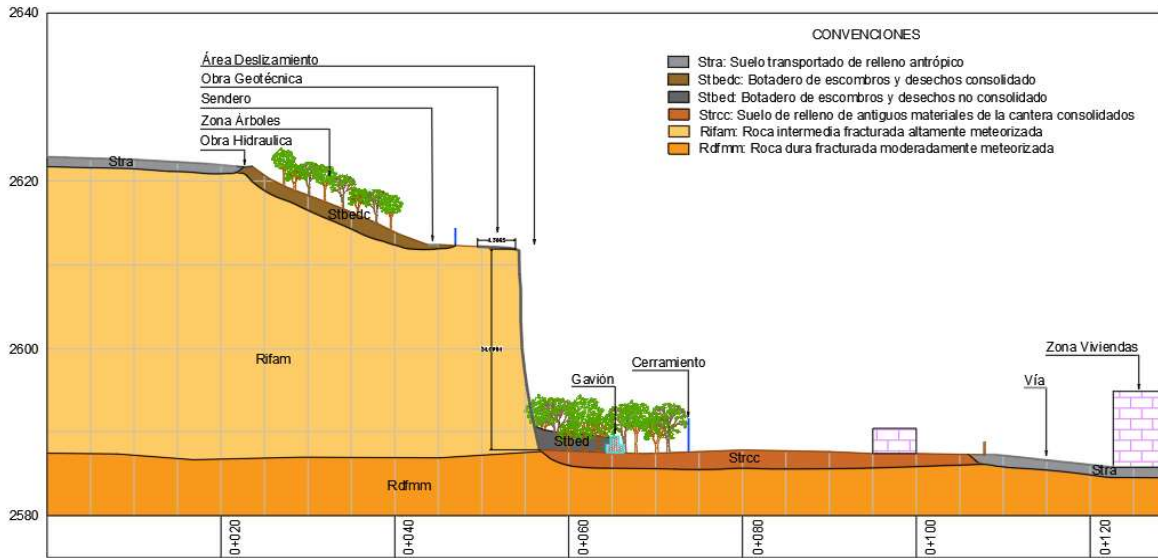 2640
CONVENCIONES
Stra: Suelo transportado de relleno antrópico
Stbedc: Botadero de escombros y desechos consolidado
Stbed: Botadero de escombros y desechos no consolidado
Strcc: Suelo de relleno de antiguos materiales de la cantera consolidados
Rifam: Roca intermedia fracturada altamente meteorizada
Rdfmm: Roca dura fracturada moderadamente meteorizada
Área Deslizamiento
Obra Geotécnica
Sendero
Zona Árboles
Obra Hidraulica
Stra
2620
Stbedc
2600
Rifam
Gavión
Cerramiento
Vía
Zona Viviendas
Stbed
Strcc
Stra
Rdfmm
2580
0+020
0+040
0+060
0+080
0+100
0+120